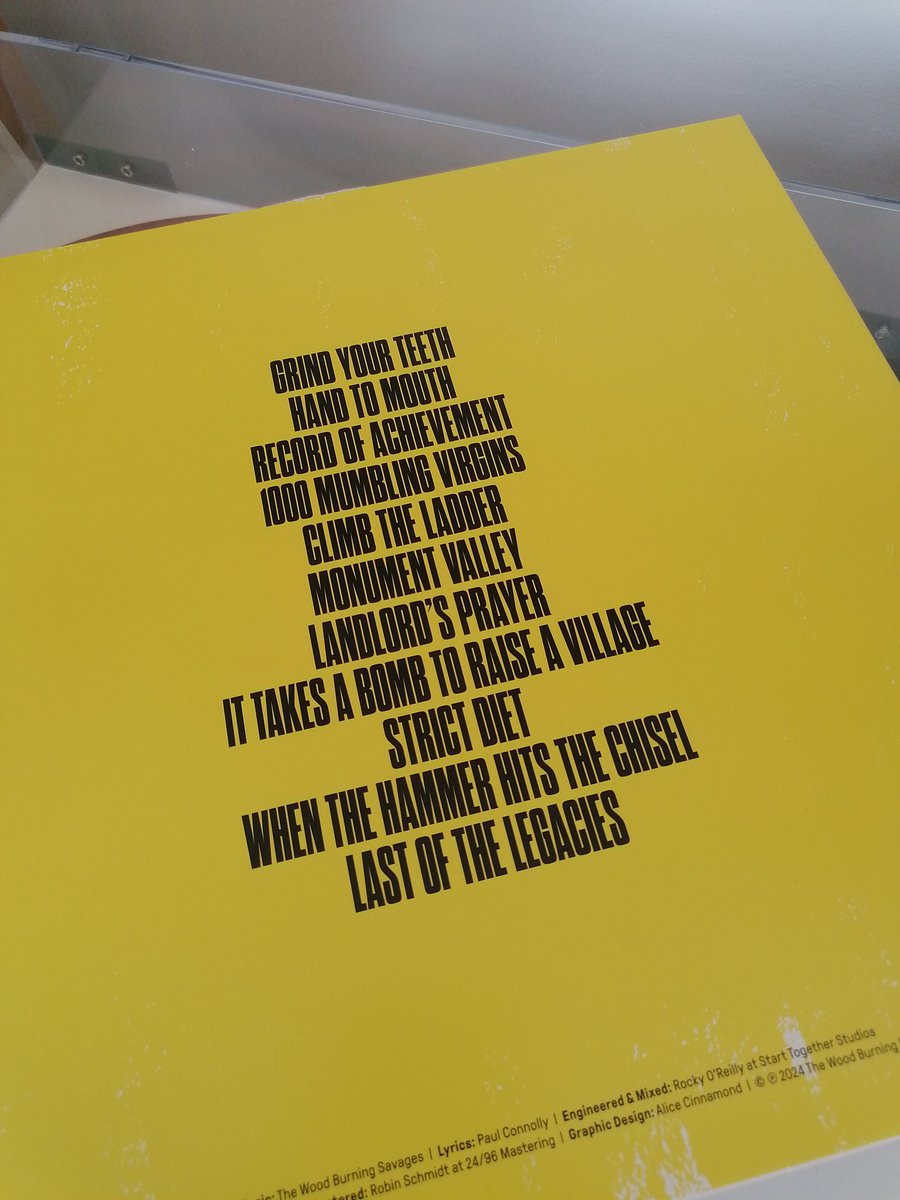 GRIND YOUR TEETH
HAND TO MOUTH
RECORD OF ACHIEVEMENT
1000 MUMBLING VIRGINS
CLIMB THE LADDER
MONUMENT VALLEY
LANDLORD'S PRAYER
IT TAKES A BOMB TO RAISE A VILLAGE
STRICT DIET
WHEN THE HAMMER HITS THE CHISEL
LAST OF THE LEGACIES
The Wood Burning Savages | Lyrics: Paul Connolly | Engineered & Mixed: Rocky O'Reilly at Start Together Studios
Robin Schmidt at 24/96 Mastering | Graphic Design: Alice Cinnamond | © ℗ 2024 The Wood Burning